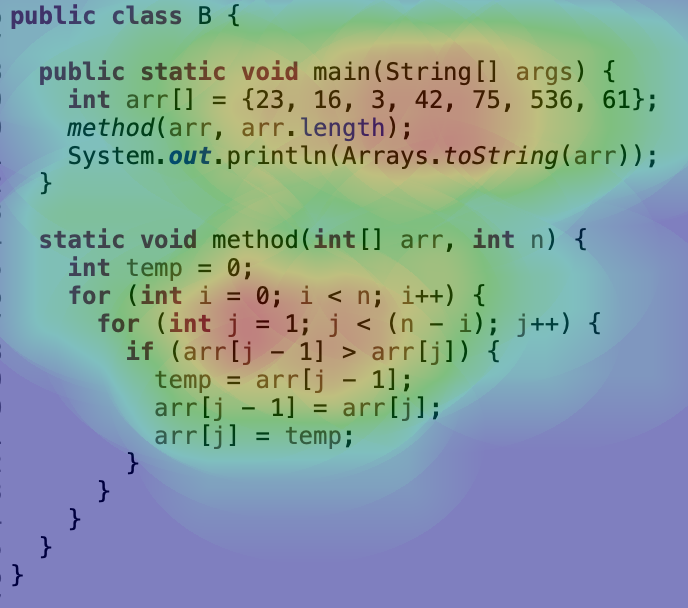 public class B {
public static void main(String[] args) {
int arr[] = {23, 16, 3, 42, 75, 536, 61};
method(arr, arr.length);
System.out.println(Arrays.toString(arr));
}
static void method(int[] arr, int n) {
int temp = 0;
for (int i = 0; i < n; i++) {
for (int j = 1; j < (n - i); j++) {
if (arr[j - 1] > arr[j]) {
temp = arr[j - 1];
arr[j - 1] = arr[j];
arr[j] = temp;
}
}
}
}
}